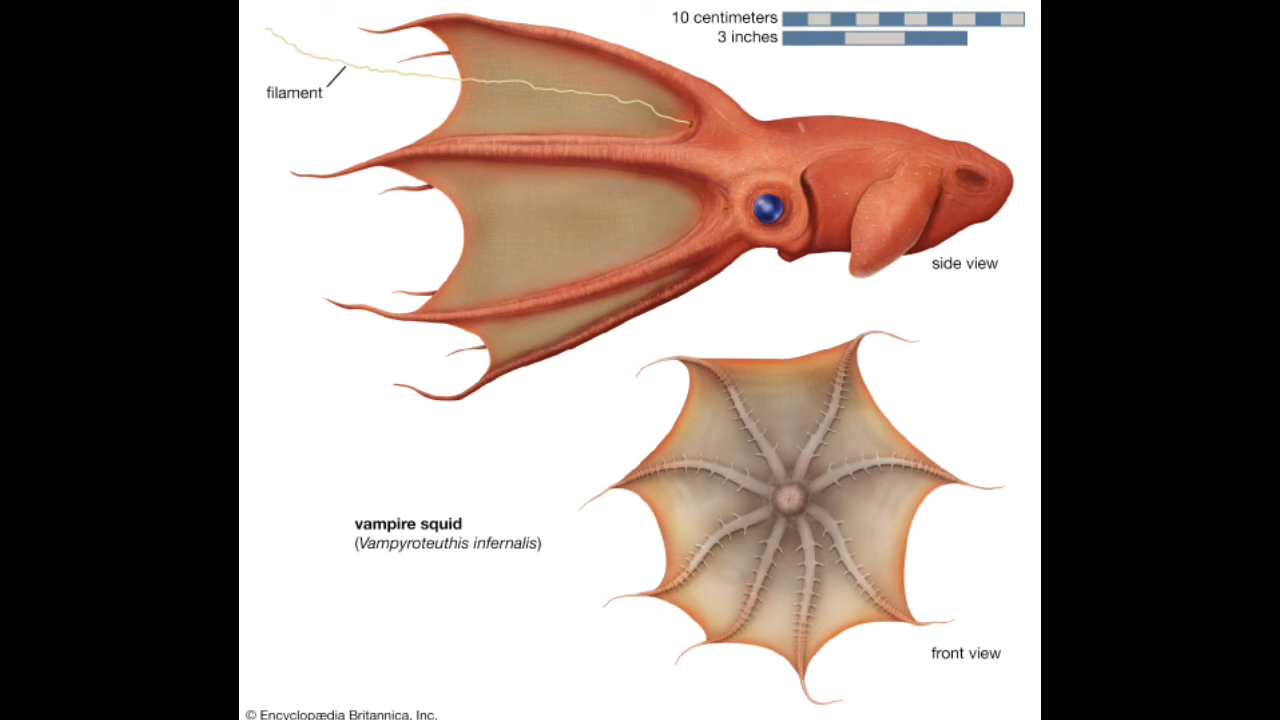 10 centimeters
3 inches
filament
side view
vampire squid
(Vampyroteuthis infernalis)
front view
© Encyclopædia Britannica, Inc.